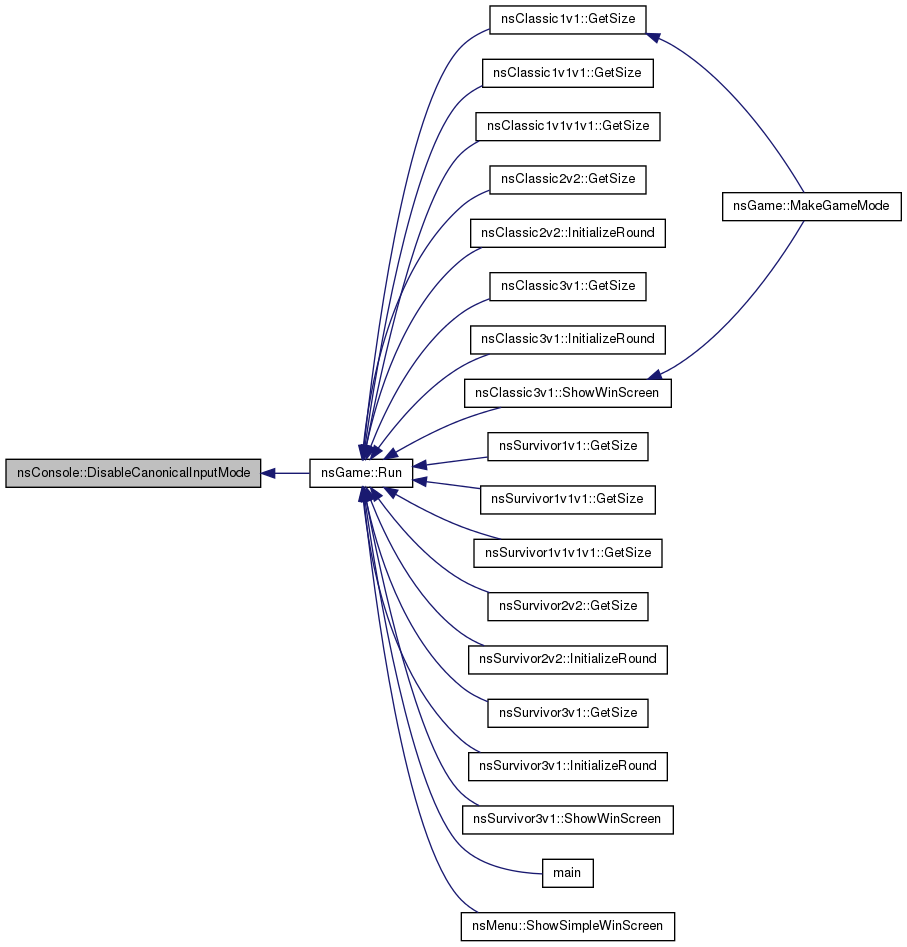 nsClassic1v1::GetSize
nsClassic1v1v1::GetSize
nsClassic1v1v1v1::GetSize
nsClassic2v2::GetSize
nsGame::MakeGameMode
nsClassic2v2::InitializeRound
nsClassic3v1::GetSize
nsClassic3v1::InitializeRound
nsClassic3v1::ShowWinScreen
nsSurvivor1v1::GetSize
nsConsole::DisableCanonicalInputMode
nsGame::Run
nsSurvivor1v1v1::GetSize
nsSurvivor1v1v1v1::GetSize
nsSurvivor2v2::GetSize
nsSurvivor2v2::InitializeRound
nsSurvivor3v1::GetSize
nsSurvivor3v1::InitializeRound
nsSurvivor3v1::ShowWinScreen
main
nsMenu::ShowSimpleWinScreen